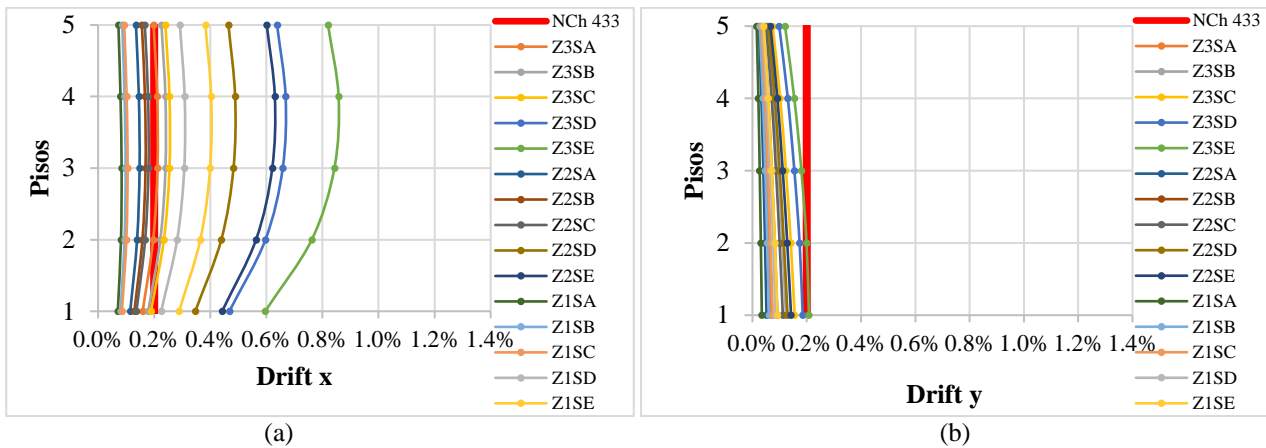 5
4
3
2
1
Pisos
0.0% 0.2% 0.4% 0.6% 0.8% 1.0% 1.2% 1.4%
Drift x
NCh 433
Z3SA
Z3SB
Z3SC
Z3SD
Z3SE
Z2SA
Z2SB
Z2SC
Z2SD
Z2SE
Z1SA
Z1SB
Z1SC
Z1SD
Z1SE
(a)
5
4
3
2
1
Pisos
0.0% 0.2% 0.4% 0.6% 0.8% 1.0% 1.2% 1.4%
Drift y
NCh 433
Z3SA
Z3SB
Z3SC
Z3SD
Z3SE
Z2SA
Z2SB
Z2SC
Z2SD
Z2SE
Z1SA
Z1SB
Z1SC
Z1SD
Z1SE
(b)